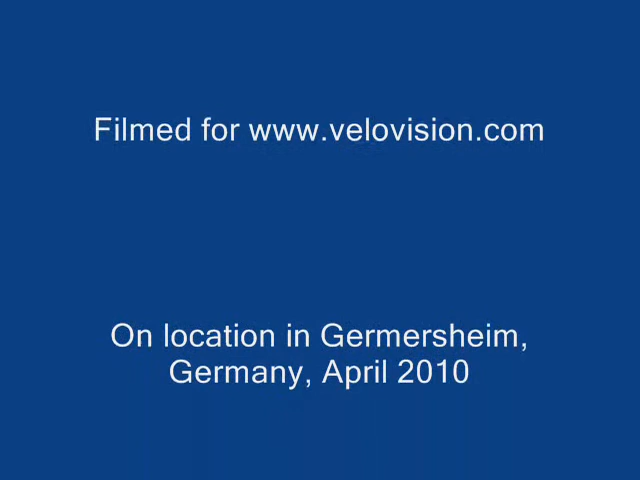 Filmed for www.velovision.com
On location in Germersheim,
Germany, April 2010